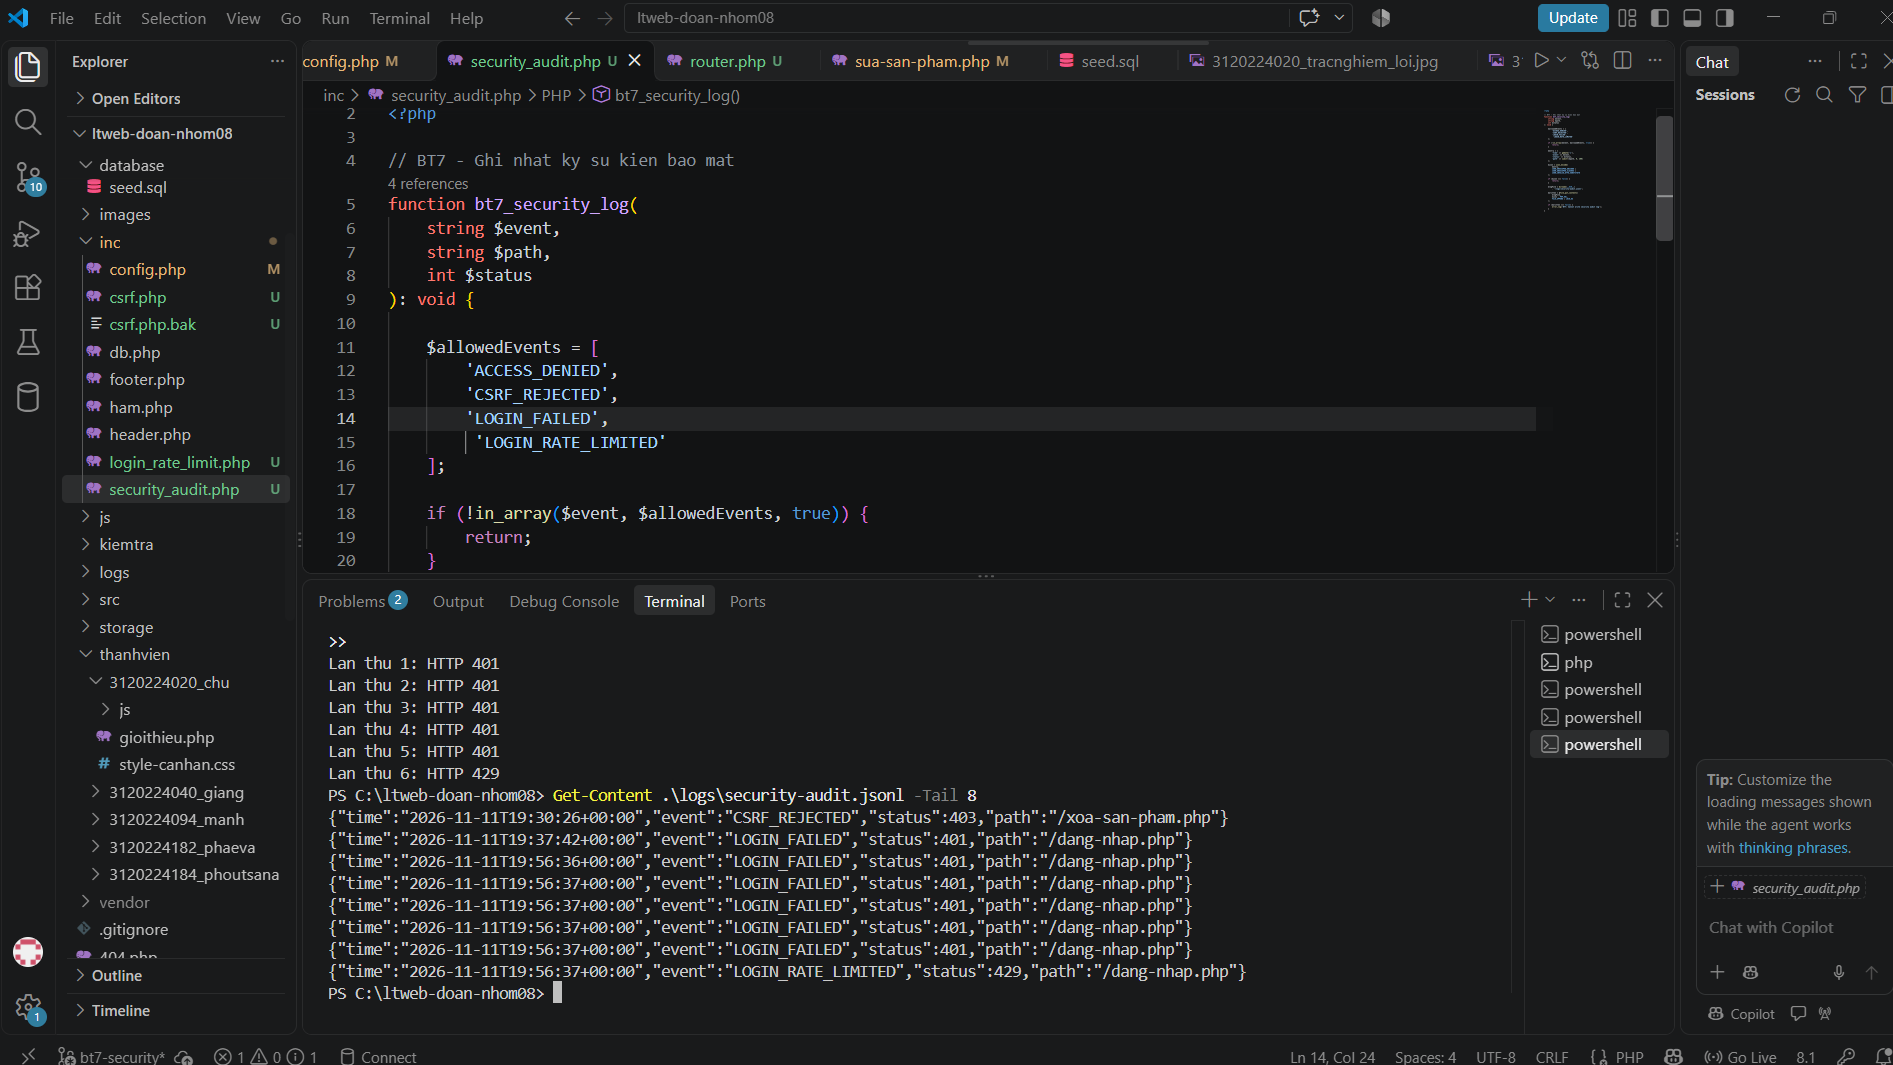 File Edit Selection View Go Run Terminal Help
ltweb-doan-nhom08
Update
Explorer
Open Editors
ltweb-doan-nhom08
database
seed.sql
images
inc
config.php M
csrf.php U
csrf.php.bak U
db.php
footer.php
ham.php
header.php
login_rate_limit.php U
security_audit.php U
js
kiemtra
logs
src
storage
thanhvien
3120224020_chu
js
gioithieu.php
# style-canhan.css
3120224040_giang
3120224094_manh
3120224182_phaeva
3120224184_phoutsana
vendor
.gitignore
404.php
Outline
Timeline
10
1
config.php M
security_audit.php U
router.php U
sua-san-pham.php M
seed.sql
3120224020_tracnghiem_loi.jpg
3
inc > security_audit.php > PHP > bt7_security_log()
2 <?php
3
4 // BT7 - Ghi nhat ky su kien bao mat
4 references
5 function bt7_security_log(
6 string $event,
7 string $path,
8 int $status
9 ): void {
10
11 $allowedEvents = [
12 'ACCESS_DENIED',
13 'CSRF_REJECTED',
14 'LOGIN_FAILED',
15 'LOGIN_RATE_LIMITED'
16 ];
17
18 if (!in_array($event, $allowedEvents, true)) {
19 return;
20 }
Problems 2 Output Debug Console Terminal Ports
>>
Lan thu 1: HTTP 401
Lan thu 2: HTTP 401
Lan thu 3: HTTP 401
Lan thu 4: HTTP 401
Lan thu 5: HTTP 401
Lan thu 6: HTTP 429
PS C:\ltweb-doan-nhom08> Get-Content .\logs\security-audit.jsonl -Tail 8
{"time":"2026-11-11T19:30:26+00:00","event":"CSRF_REJECTED","status":403,"path":"/xoa-san-pham.php"}
{"time":"2026-11-11T19:37:42+00:00","event":"LOGIN_FAILED","status":401,"path":"/dang-nhap.php"}
{"time":"2026-11-11T19:56:36+00:00","event":"LOGIN_FAILED","status":401,"path":"/dang-nhap.php"}
{"time":"2026-11-11T19:56:37+00:00","event":"LOGIN_FAILED","status":401,"path":"/dang-nhap.php"}
{"time":"2026-11-11T19:56:37+00:00","event":"LOGIN_FAILED","status":401,"path":"/dang-nhap.php"}
{"time":"2026-11-11T19:56:37+00:00","event":"LOGIN_FAILED","status":401,"path":"/dang-nhap.php"}
{"time":"2026-11-11T19:56:37+00:00","event":"LOGIN_FAILED","status":401,"path":"/dang-nhap.php"}
{"time":"2026-11-11T19:56:37+00:00","event":"LOGIN_RATE_LIMITED","status":429,"path":"/dang-nhap.php"}
PS C:\ltweb-doan-nhom08>
powershell
php
powershell
powershell
powershell
Chat
Sessions
Tip: Customize the
loading messages shown
while the agent works
with thinking phrases.
security_audit.php
Chat with Copilot
Copilot
bt7-security* 1 0 1 Connect
Ln 14, Col 24 Spaces: 4 UTF-8 CRLF { } PHP Go Live 8.1